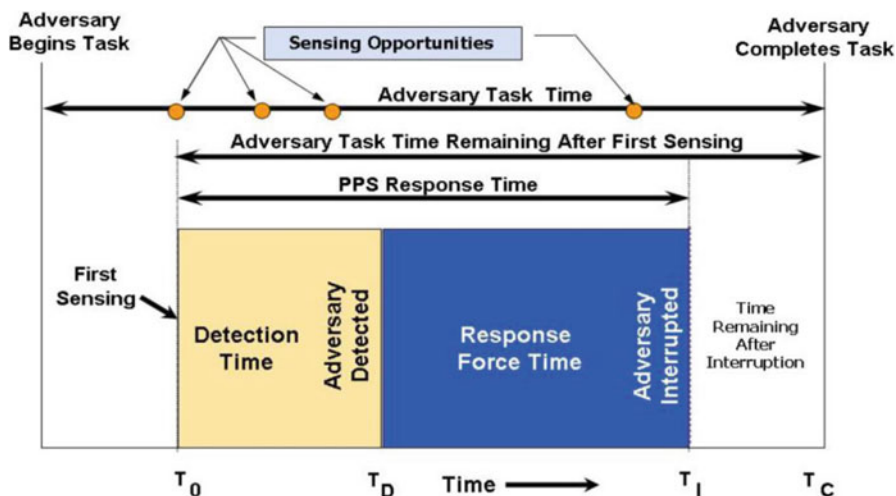 Adversary
Begins Task
Sensing Opportunities
Adversary
Completes Task
Adversary Task Time
Adversary Task Time Remaining After First Sensing
PPS Response Time
First
Sensing
Detection
Time
Adversary
Detected
Response
Force Time
Adversary
Interrupted
Time
Remaining
After
Interruption
T0
TD
Time
TI
TC